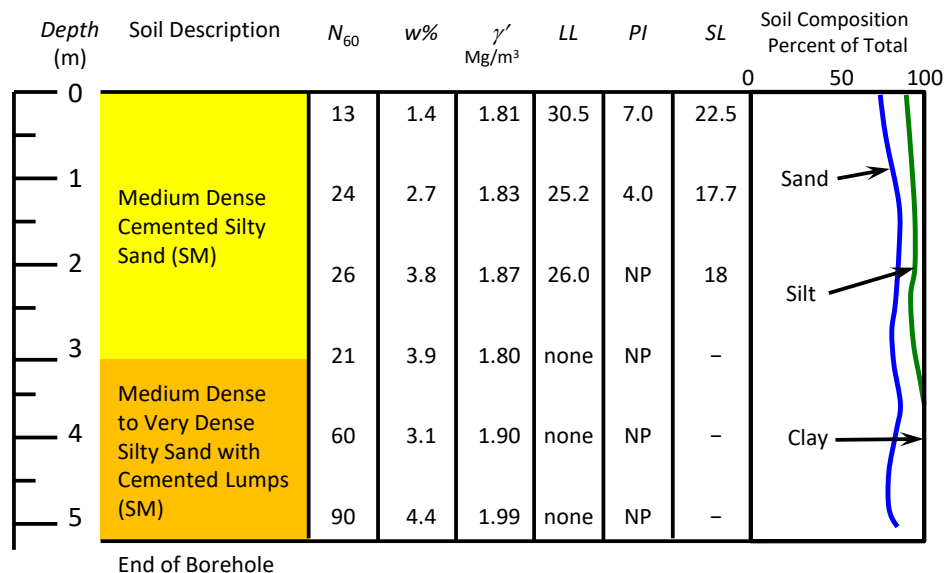 Depth
(m)
Soil Description
N60
w%
γ′
Mg/m³
LL
PI
SL
Soil Composition
Percent of Total
0 50 100
0
1
2
3
4
5
Medium Dense
Cemented Silty
Sand (SM)
Medium Dense
to Very Dense
Silty Sand with
Cemented Lumps
(SM)
13 1.4 1.81 30.5 7.0 22.5
24 2.7 1.83 25.2 4.0 17.7
26 3.8 1.87 26.0 NP 18
21 3.9 1.80 none NP –
60 3.1 1.90 none NP –
90 4.4 1.99 none NP –
Sand
Silt
Clay
End of Borehole